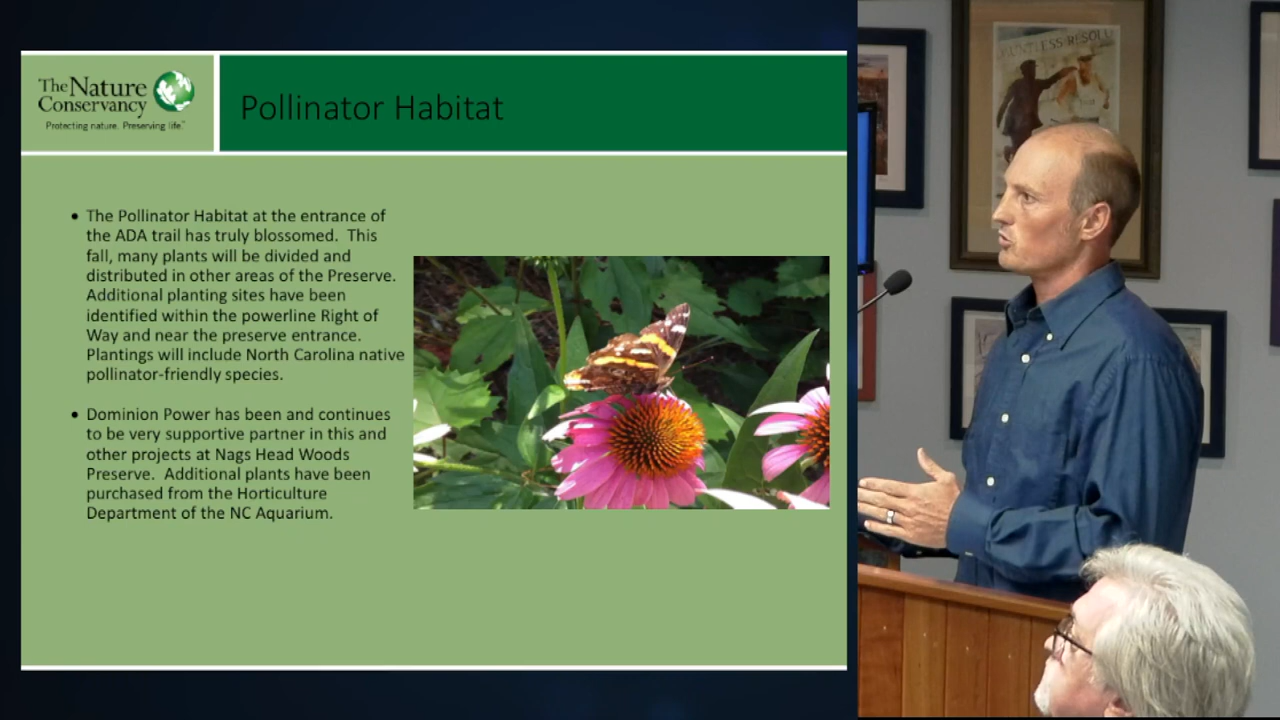 The Nature
Conservancy
Protecting nature. Preserving life.™
Pollinator Habitat
• The Pollinator Habitat at the entrance of
the ADA trail has truly blossomed.  This
fall, many plants will be divided and
distributed in other areas of the Preserve.
Additional planting sites have been
identified within the powerline Right of
Way and near the preserve entrance.
Plantings will include North Carolina native
pollinator-friendly species.
• Dominion Power has been and continues
to be very supportive partner in this and
other projects at Nags Head Woods
Preserve.  Additional plants have been
purchased from the Horticulture
Department of the NC Aquarium.